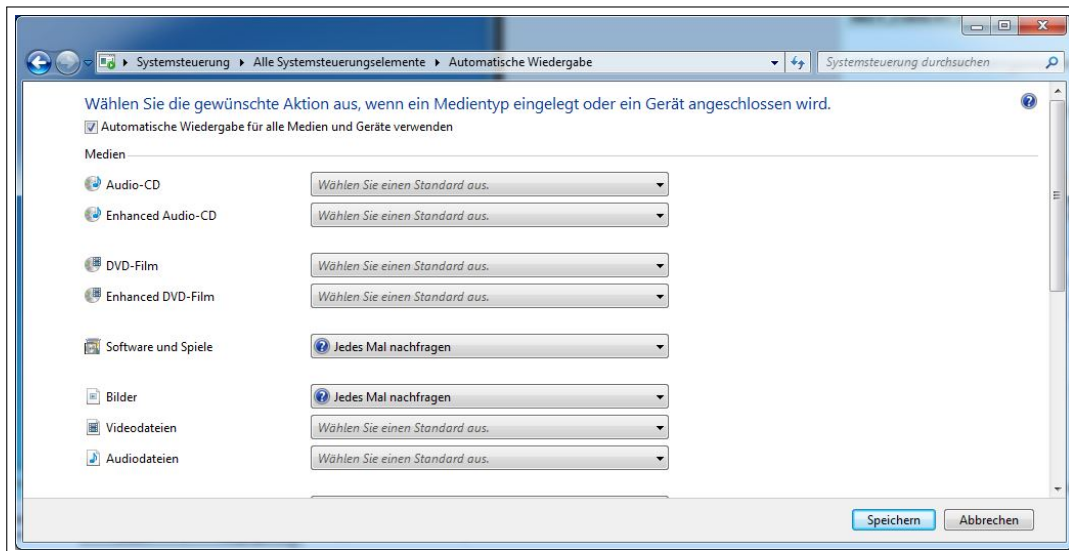 Systemsteuerung ▸ Alle Systemsteuerungselemente ▸ Automatische Wiedergabe
Systemsteuerung durchsuchen
Wählen Sie die gewünschte Aktion aus, wenn ein Medientyp eingelegt oder ein Gerät angeschlossen wird.
Automatische Wiedergabe für alle Medien und Geräte verwenden
Medien
Audio-CD Wählen Sie einen Standard aus.
Enhanced Audio-CD Wählen Sie einen Standard aus.
DVD-Film Wählen Sie einen Standard aus.
Enhanced DVD-Film Wählen Sie einen Standard aus.
Software und Spiele Jedes Mal nachfragen
Bilder Jedes Mal nachfragen
Videodateien Wählen Sie einen Standard aus.
Audiodateien Wählen Sie einen Standard aus.
Speichern Abbrechen